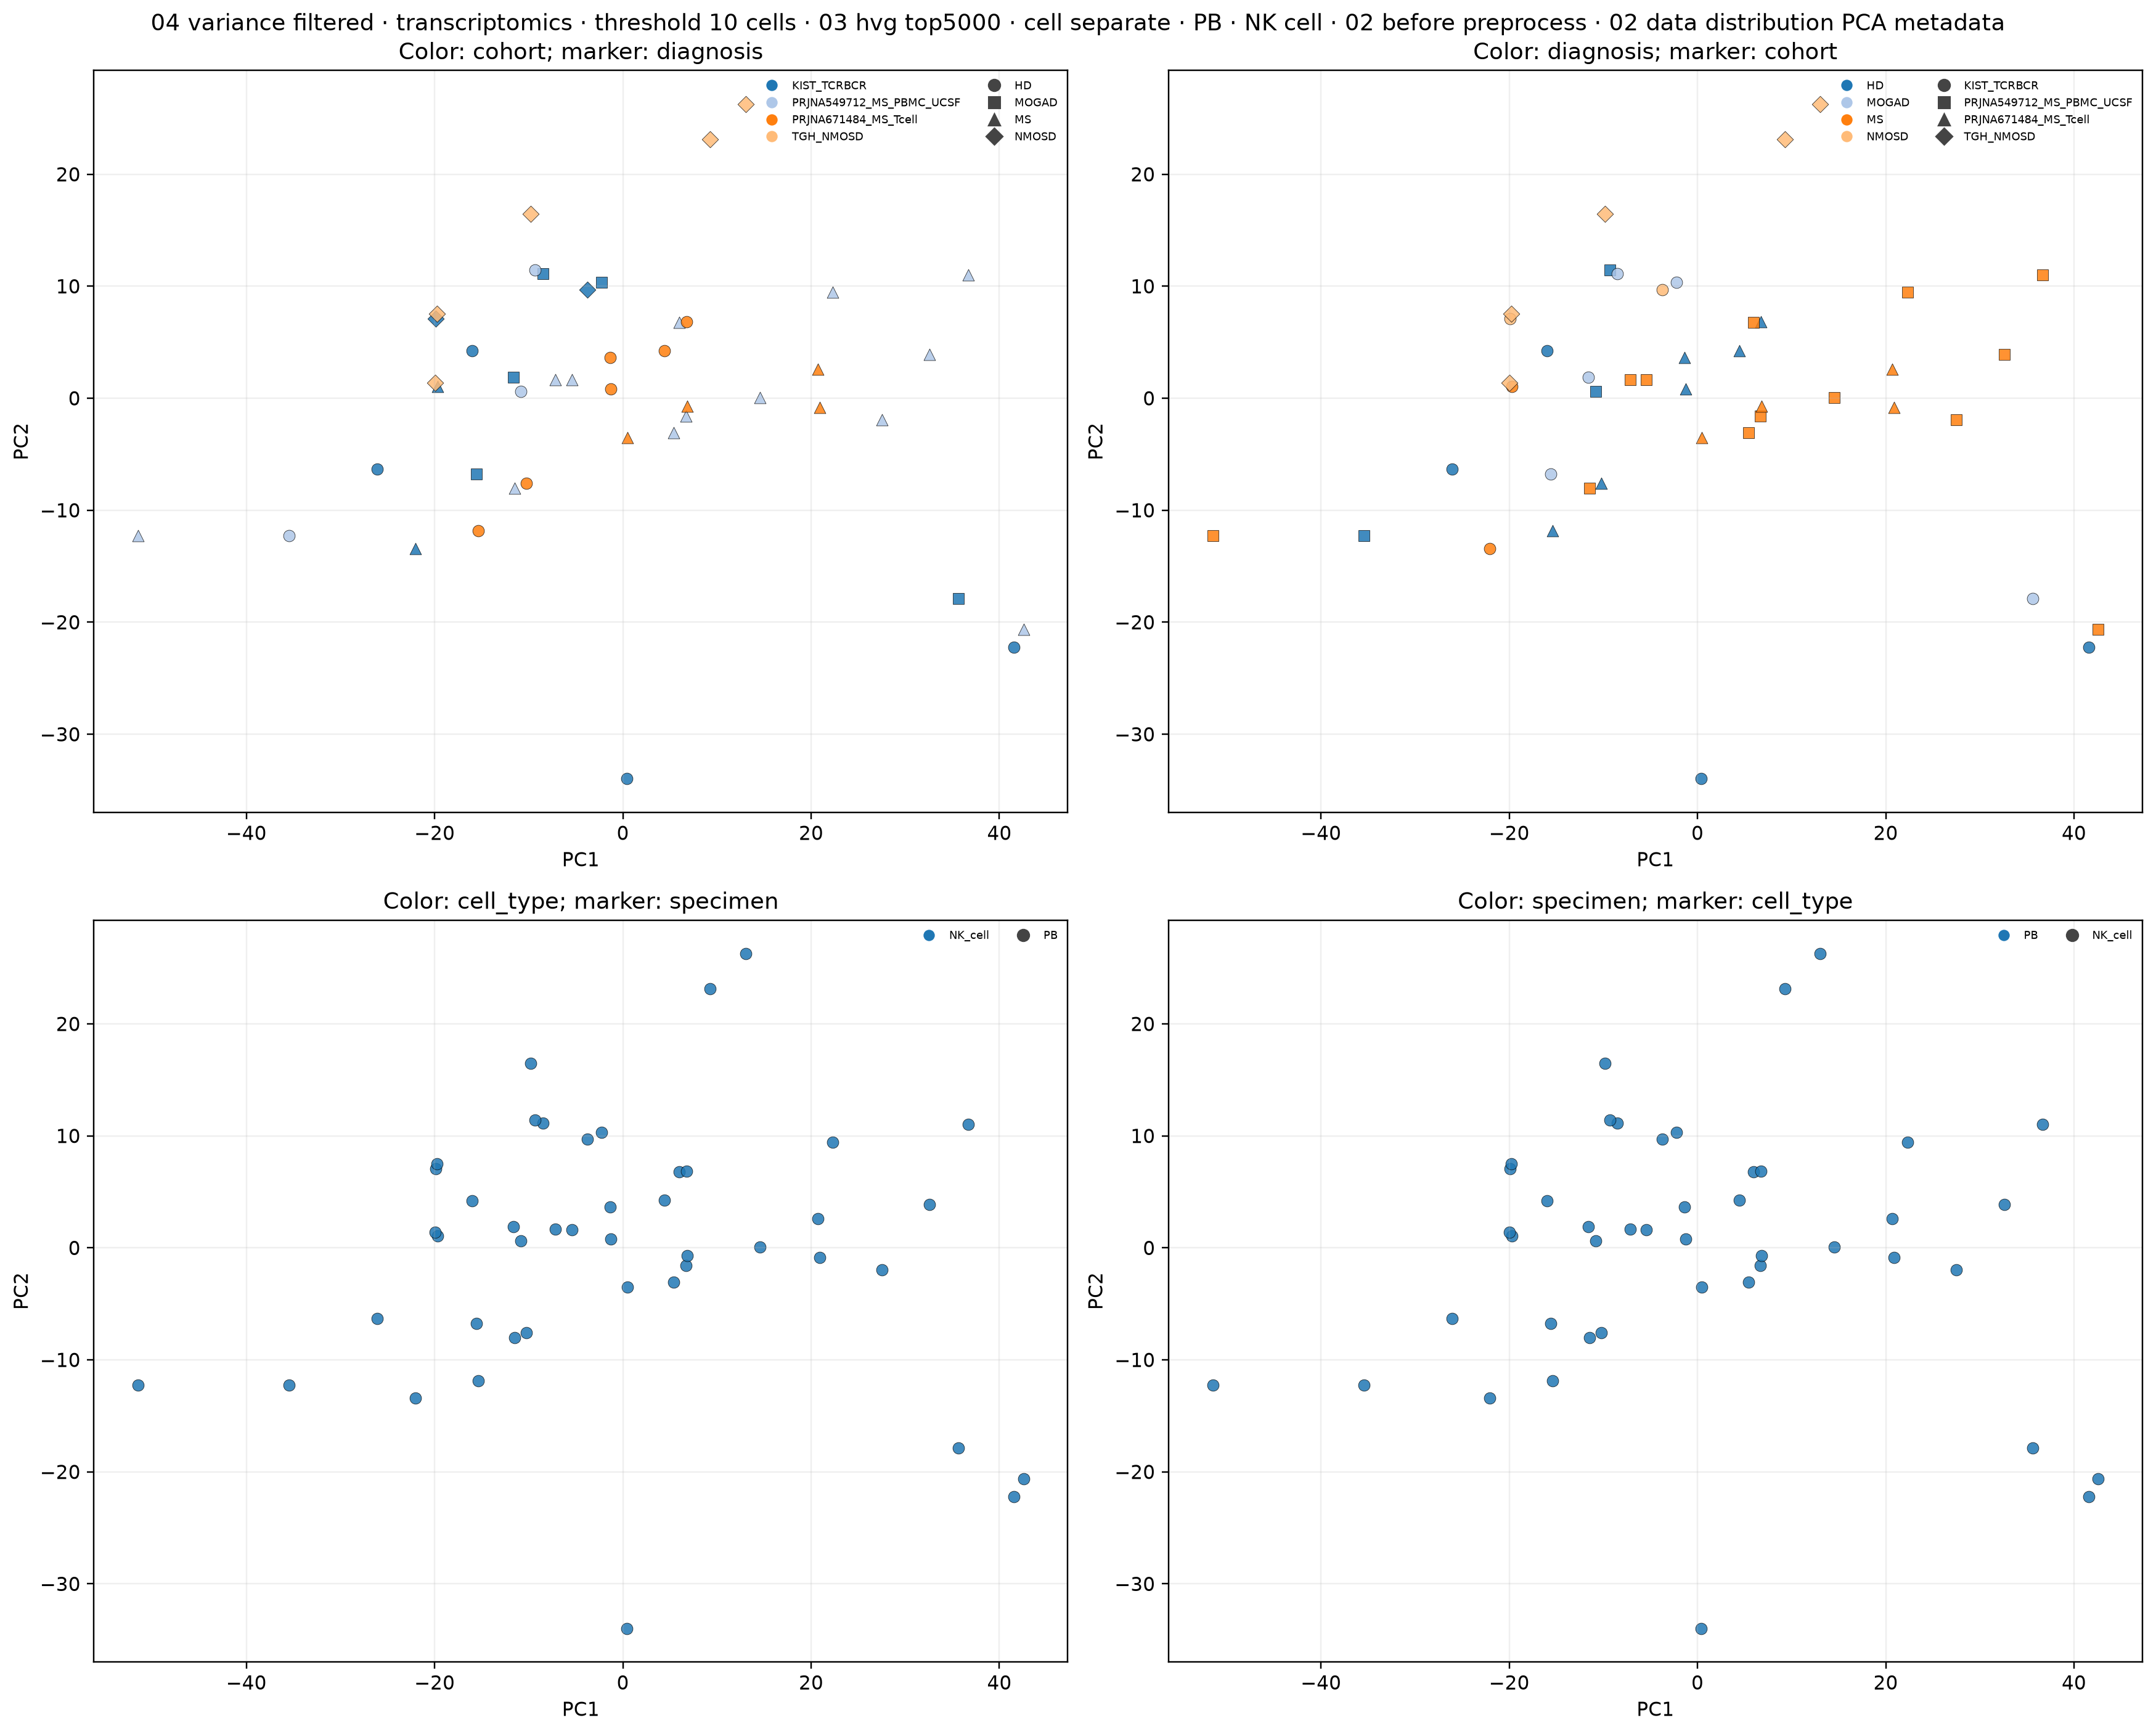 04 variance filtered · transcriptomics · threshold 10 cells · 03 hvg top5000 · cell separate · PB · NK cell · 02 before preprocess · 02 data distribution PCA metadata
Color: cohort; marker: diagnosis
KIST_TCRBCR
PRJNA549712_MS_PBMC_UCSF
PRJNA671484_MS_Tcell
TGH_NMOSD
HD
MOGAD
MS
NMOSD
20
10
0
−10
−20
−30
PC2
−40
−20
0
20
40
PC1
Color: diagnosis; marker: cohort
HD
MOGAD
MS
NMOSD
KIST_TCRBCR
PRJNA549712_MS_PBMC_UCSF
PRJNA671484_MS_Tcell
TGH_NMOSD
20
10
0
−10
−20
−30
PC2
−40
−20
0
20
40
PC1
Color: cell_type; marker: specimen
NK_cell
PB
20
10
0
−10
−20
−30
PC2
−40
−20
0
20
40
PC1
Color: specimen; marker: cell_type
PB
NK_cell
20
10
0
−10
−20
−30
PC2
−40
−20
0
20
40
PC1